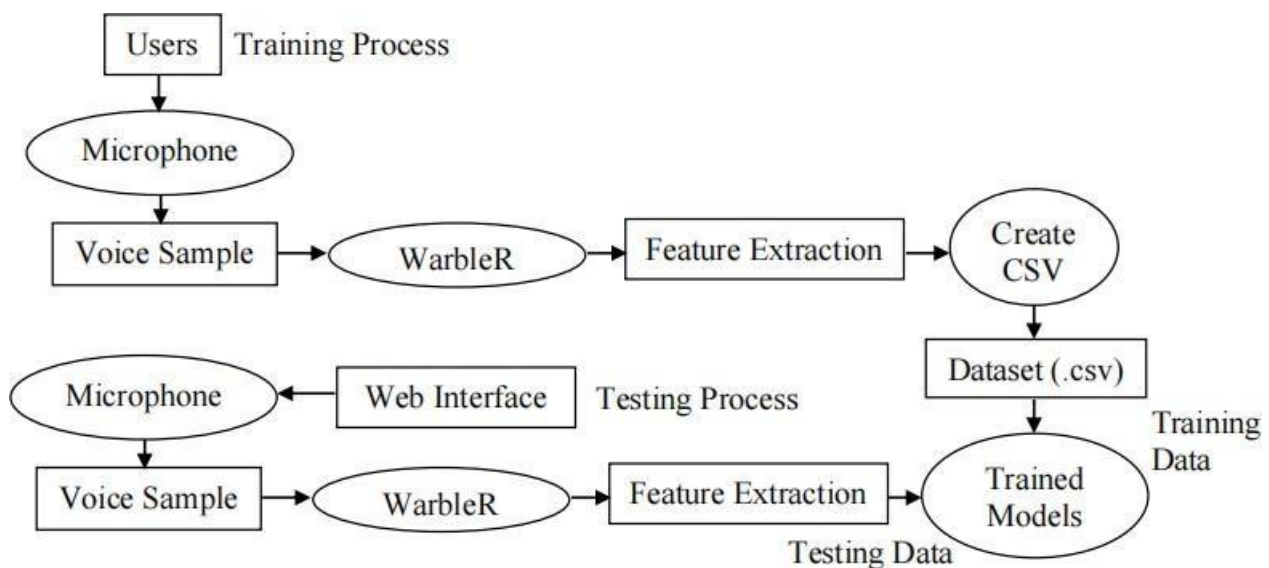 Users
Training Process
Microphone
Voice Sample
WarbleR
Feature Extraction
Create
CSV
Dataset (.csv)
Training
Data
Microphone
Web Interface
Testing Process
Voice Sample
WarbleR
Feature Extraction
Trained
Models
Testing Data